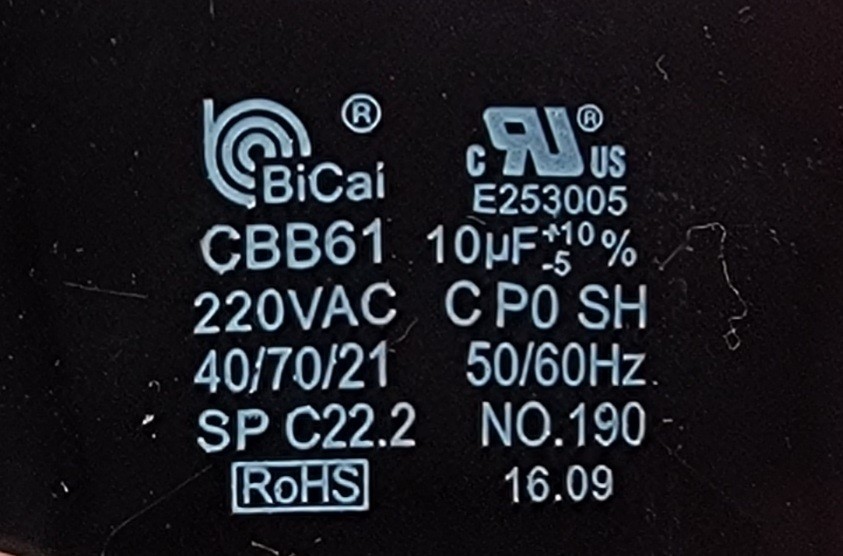 ® ®
BiCai C RU US
E253005
CBB61 10µF +10 -5 %
220VAC C P0 SH
40/70/21 50/60Hz
SP C22.2 NO.190
RoHS 16.09